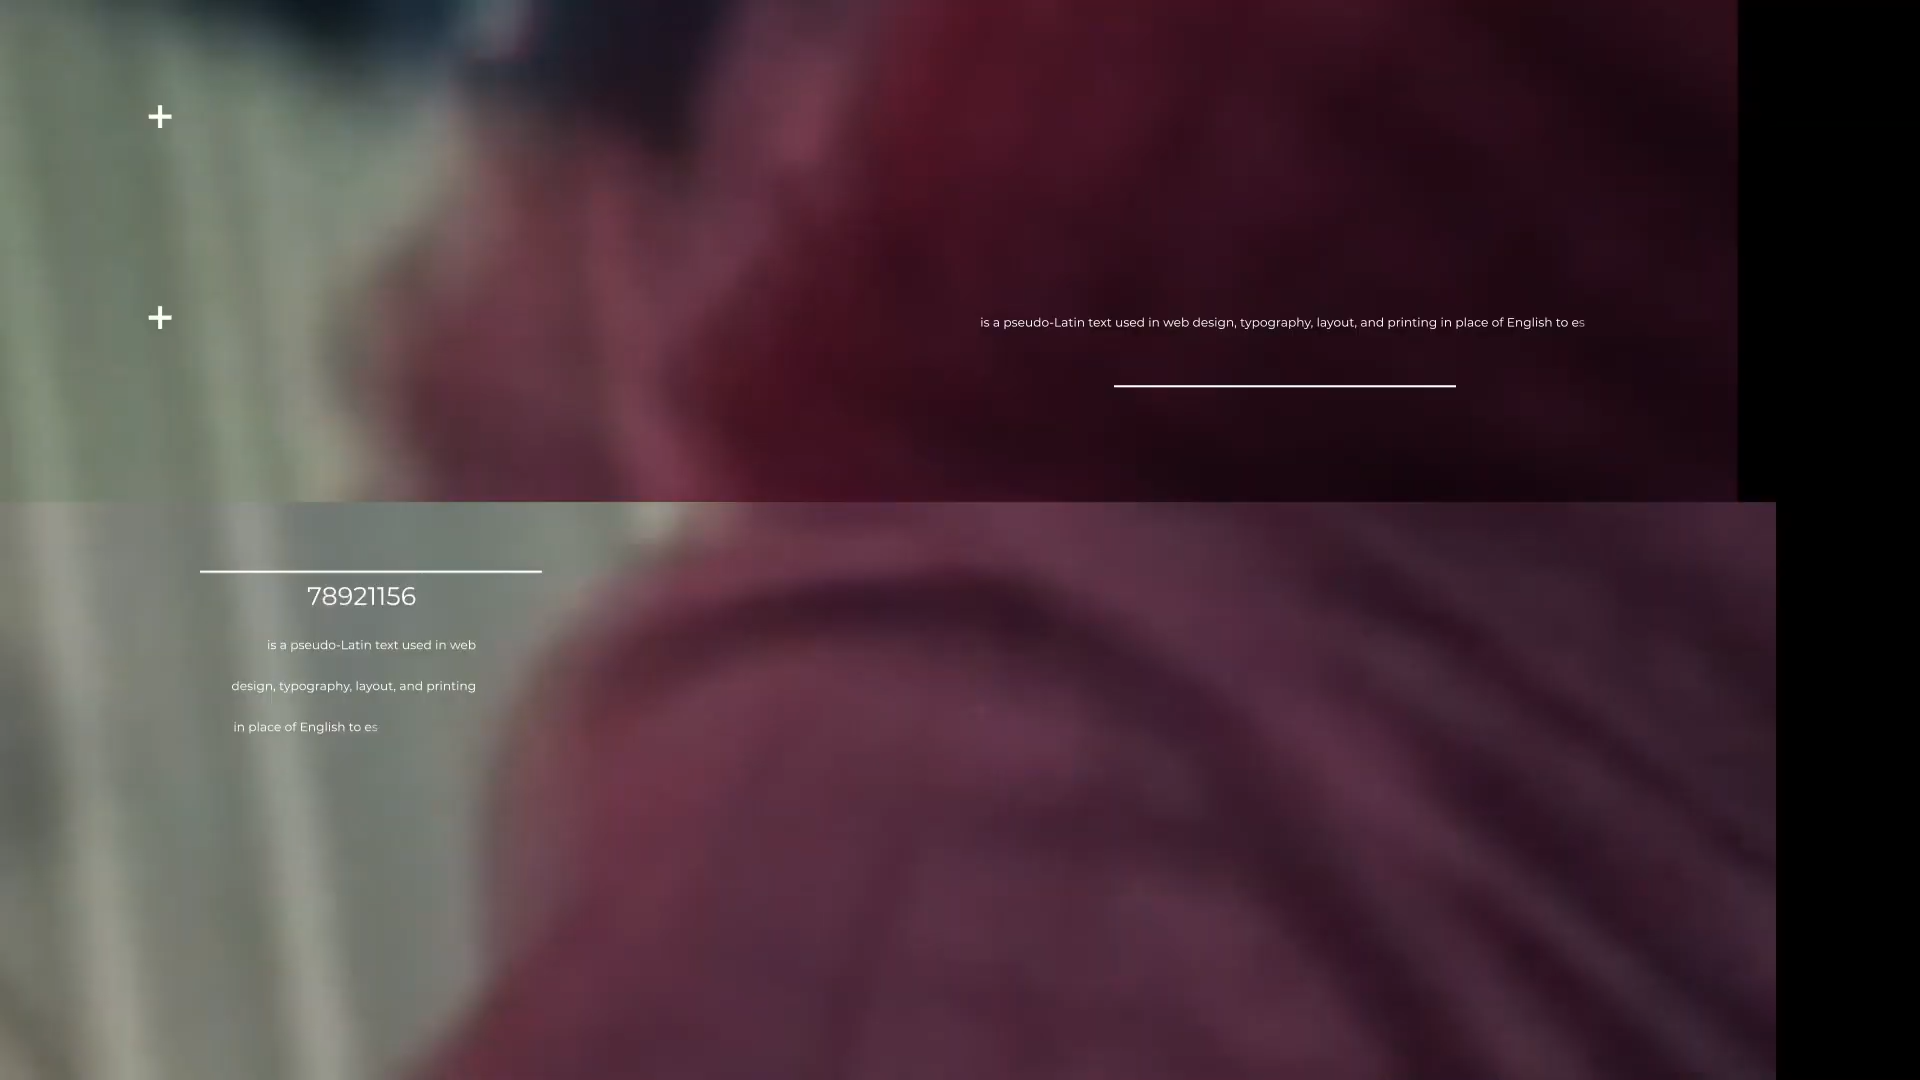 +
+
is a pseudo-Latin text used in web design, typography, layout, and printing in place of English to es
78921156
is a pseudo-Latin text used in web
design, typography, layout, and printing
in place of English to es